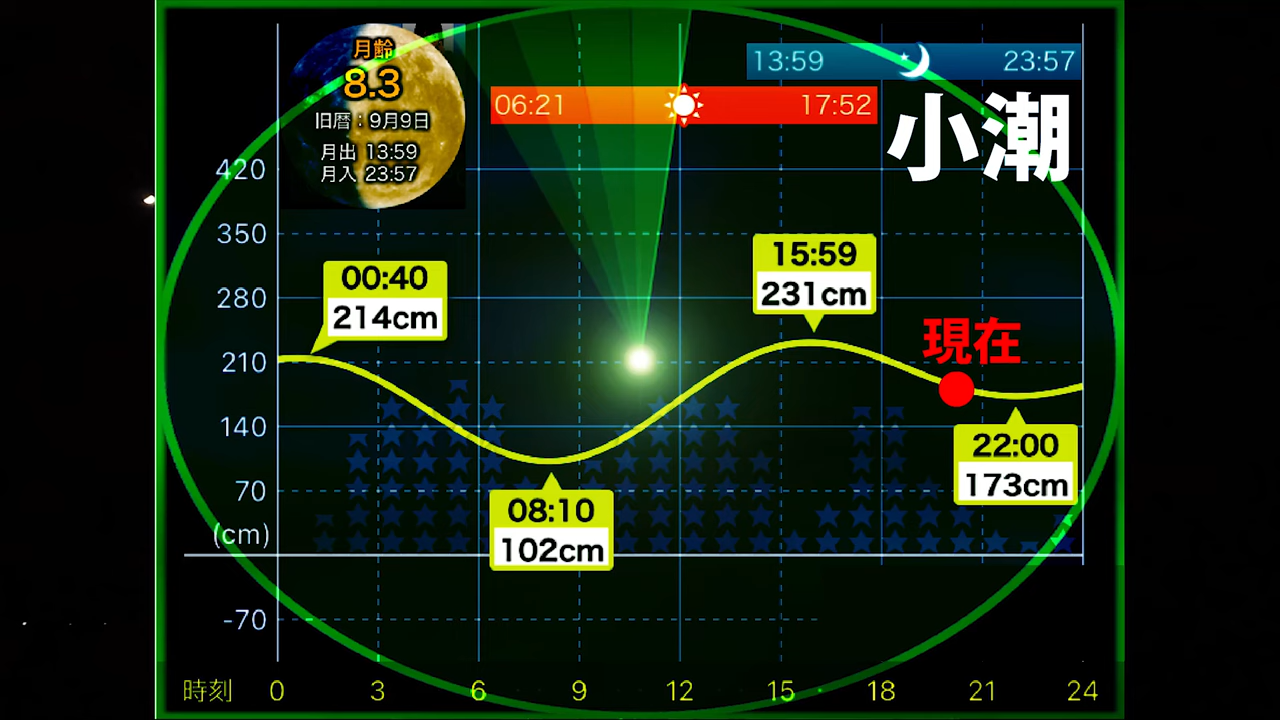 月齢
8.3
旧暦：9月9日
月出 13:59
月入 23:57
13:59 23:57
06:21 17:52
小潮
420
350
280
210
140
70
(cm)
-70
00:40
214cm
08:10
102cm
15:59
231cm
現在
22:00
173cm
時刻 0 3 6 9 12 15 18 21 24